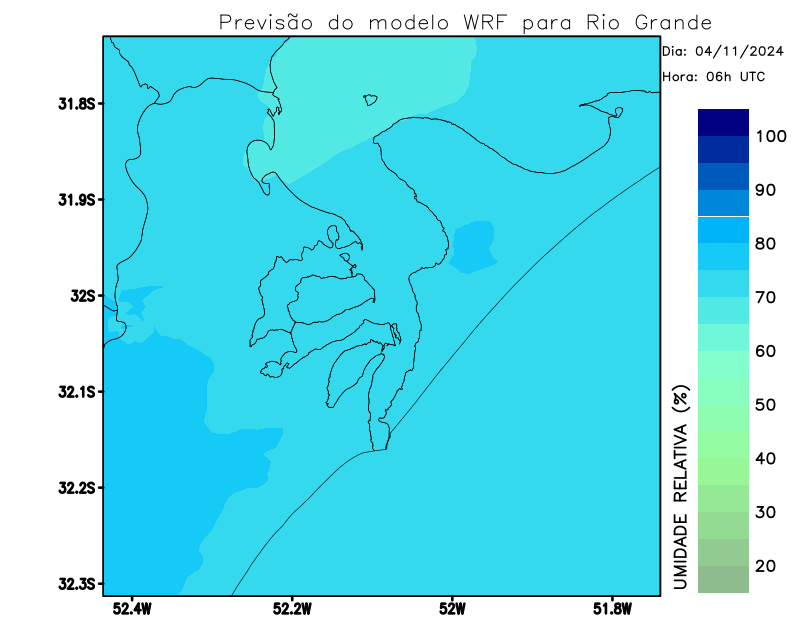 Previsão do modelo WRF para Rio Grande
Dia: 04/11/2024
Hora: 06h UTC
31.8S
31.9S
32S
32.1S
32.2S
32.3S
52.4W
52.2W
52W
51.8W
100
90
80
70
60
50
40
30
20
UMIDADE RELATIVA (%)